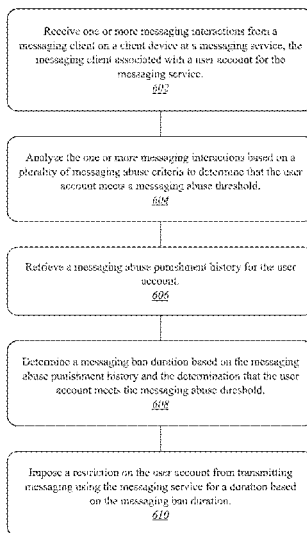 Receive one or more messaging interactions from a
messaging client on a client device at a messaging service, the
messaging client associated with a user account for the
messaging service.
602
Analyze the one or more messaging interactions based on a
plurality of messaging abuse criteria to determine that the user
account meets a messaging abuse threshold.
604
Retrieve a messaging abuse punishment history for the user
account.
606
Determine a messaging ban duration based on the messaging
abuse punishment history and the determination that the user
account meets the messaging abuse threshold.
608
Impose a restriction on the user account from transmitting
messaging using the messaging service for a duration based
on the messaging ban duration.
610